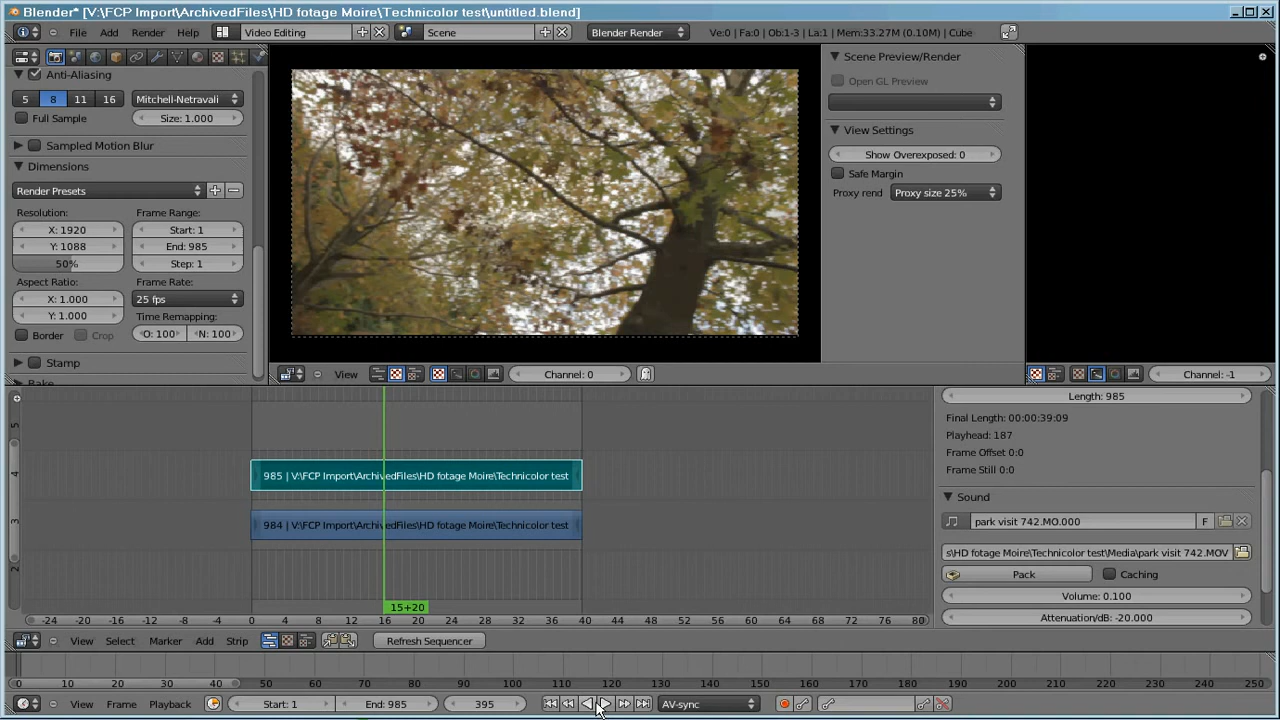 Blender* [V:\FCP Import\ArchivedFiles\HD fotage Moire\Technicolor test\untitled.blend]
File Add Render Help Video Editing Scene Blender Render Ve:0 | Fa:0 | Ob:1-3 | La:1 | Mem:33.27M (0.10M) | Cube
Anti-Aliasing
5 8 11 16 Mitchell-Netravali
Full Sample Size: 1.000
Sampled Motion Blur
Dimensions
Render Presets
Resolution: Frame Range:
X: 1920 Start: 1
Y: 1088 End: 985
50% Step: 1
Aspect Ratio: Frame Rate:
X: 1.000 25 fps
Y: 1.000 Time Remapping:
Border Crop O: 100 N: 100
Stamp
Bake
Scene Preview/Render
Open GL Preview
View Settings
Show Overexposed: 0
Safe Margin
Proxy rend Proxy size 25%
View Channel: 0 Channel: -1
5
4
3
2
985 | V:\FCP Import\ArchivedFiles\HD fotage Moire\Technicolor test
984 | V:\FCP Import\ArchivedFiles\HD fotage Moire\Technicolor test
15+20
-24 -20 -16 -12 -8 -4 0 4 8 12 16 20 24 28 32 36 40 44 48 52 56 60 64 68 72 76 80
Length: 985
Final Length: 00:00:39:09
Playhead: 187
Frame Offset 0:0
Frame Still 0:0
Sound
park visit 742.MO.000 F
s\HD fotage Moire\Technicolor test\Media\park visit 742.MOV
Pack Caching
Volume: 0.100
Attenuation/dB: -20.000
View Select Marker Add Strip Refresh Sequencer
0 10 20 30 40 50 60 70 80 90 100 110 120 130 140 150 160 170 180 190 200 210 220 230 240 250
View Frame Playback Start: 1 End: 985 395 AV-sync